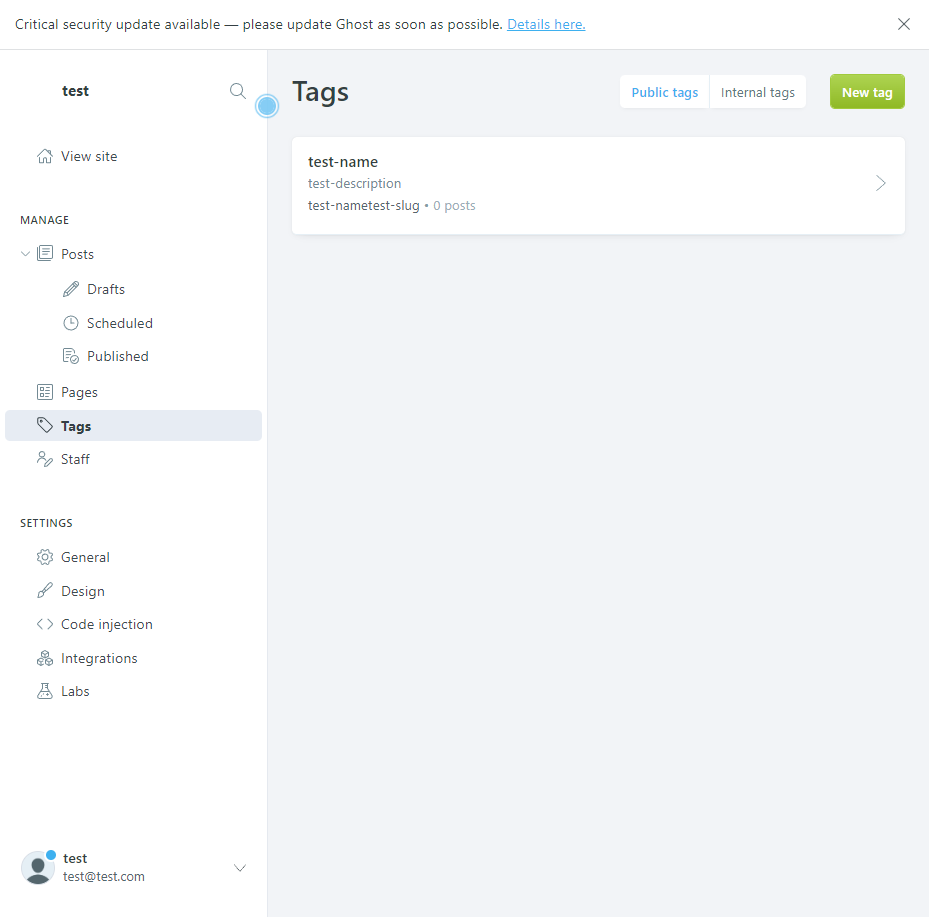 Critical security update available — please update Ghost as soon as possible. Details here.
test
View site
MANAGE
Posts
Drafts
Scheduled
Published
Pages
Tags
Staff
SETTINGS
General
Design
Code injection
Integrations
Labs
test
test@test.com
Tags
Public tags
Internal tags
New tag
test-name
test-description
test-nametest-slug • 0 posts